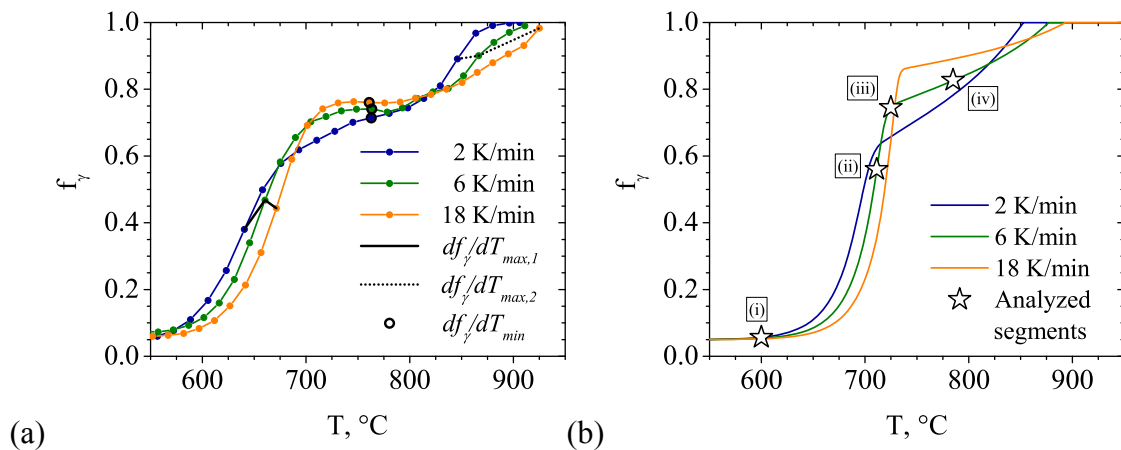 1.0
0.8
0.6
0.4
0.2
0.0
fγ
600
700
800
900
T, °C
2 K/min
6 K/min
18 K/min
dfγ/dTmax,1
dfγ/dTmax,2
dfγ/dTmin
(a)
1.0
0.8
0.6
0.4
0.2
0.0
fγ
600
700
800
900
T, °C
(i)
(ii)
(iii)
(iv)
2 K/min
6 K/min
18 K/min
Analyzed
segments
(b)